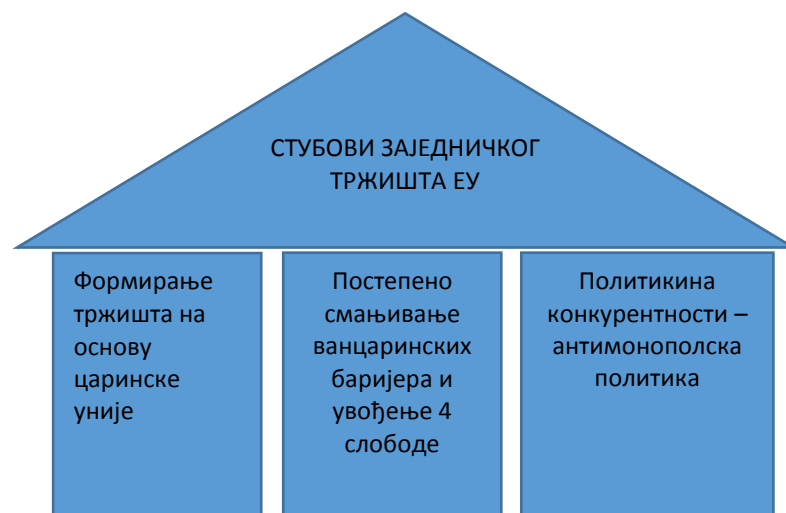 СТУБОВИ ЗАЈЕДНИЧКОГ
ТРЖИШТА ЕУ
Формирање
тржишта на
основу
царинске
уније
Постепено
смањивање
ванцаринских
баријера и
увођење 4
слободе
Политикина
конкурентности –
антимонополска
политика